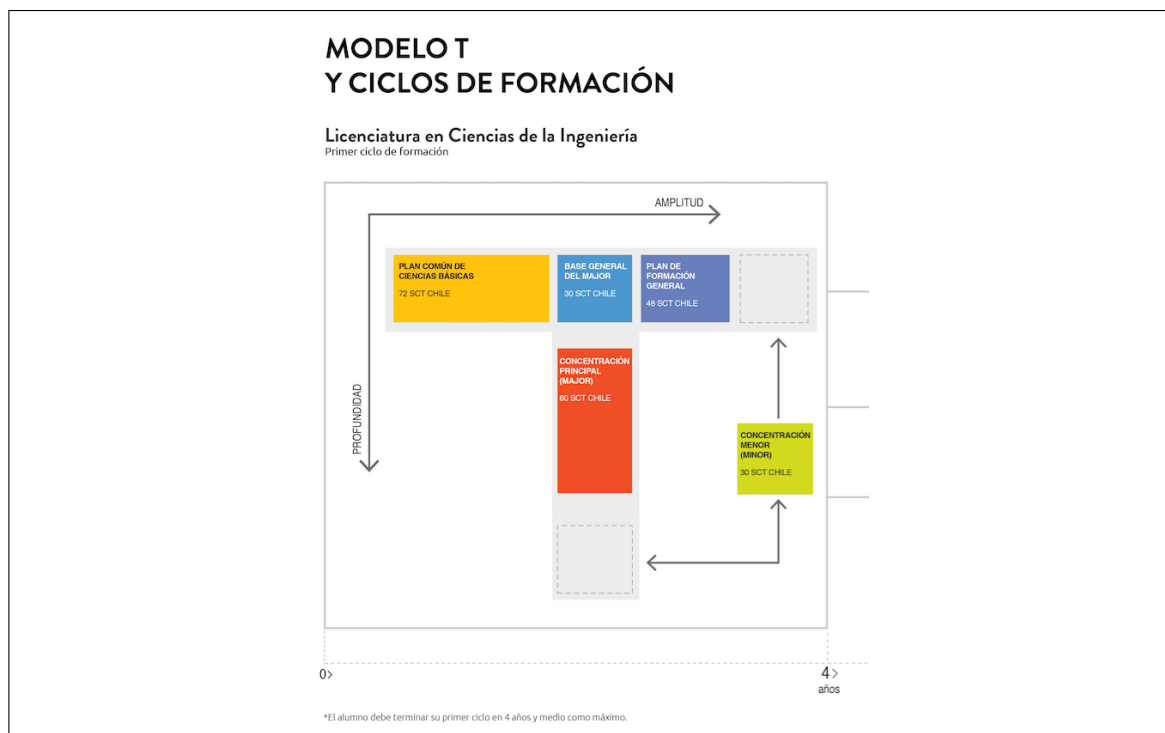 MODELO T
Y CICLOS DE FORMACIÓN
Licenciatura en Ciencias de la Ingeniería
Primer ciclo de formación
AMPLITUD
PROFUNDIDAD
PLAN COMÚN DE
CIENCIAS BÁSICAS
72 SCT CHILE
BASE GENERAL
DEL MAJOR
30 SCT CHILE
PLAN DE
FORMACIÓN
GENERAL
48 SCT CHILE
CONCENTRACIÓN
PRINCIPAL
(MAJOR)
60 SCT CHILE
CONCENTRACIÓN
MENOR
(MINOR)
30 SCT CHILE
0>
4>
años
*El alumno debe terminar su primer ciclo en 4 años y medio como máximo.